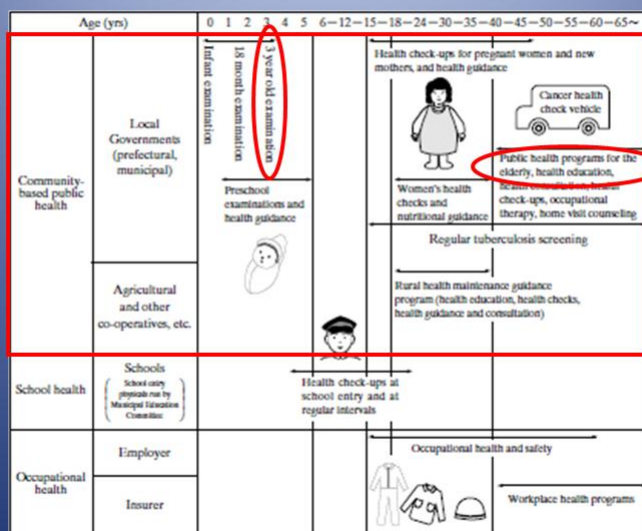 Age (yrs)
0 1 2 3 4 5 6-12-15-18-24-30-35-40-45-50-55-60-65~
Community-
based public
health
Local
Governments
(prefectural,
municipal)
Infant examination
18 month examination
3 year old examination
Preschool
examinations and
health guidance
Health check-ups for pregnant women and new
mothers, and health guidance
Cancer health
check vehicle
Women's health
checks and
nutritional guidance
Public health programs for the
elderly, health education,
health consultation, health
check-ups, occupational
therapy, home visit counseling
Regular tuberculosis screening
Agricultural
and other
co-operatives, etc.
Rural health maintenance guidance
program (health education, health checks,
health guidance and consultation)
School health
Schools
(School entry
physicals run by
Municipal Education
Committee)
Health check-ups at
school entry and at
regular intervals
Occupational
health
Employer
Occupational health and safety
Insurer
Workplace health programs